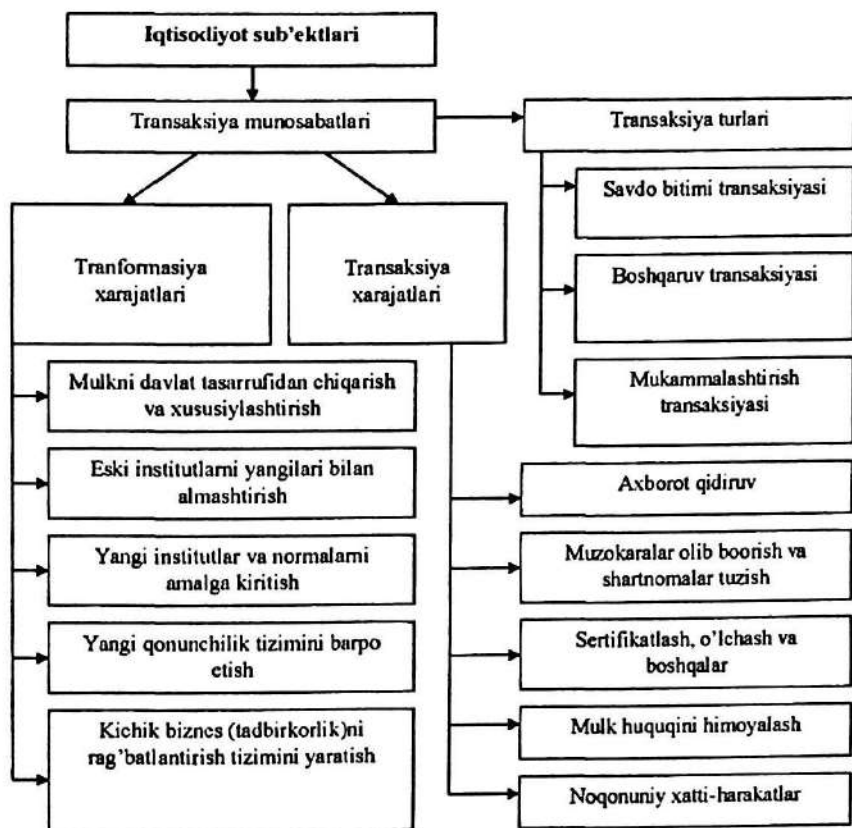 Iqtisodiyot sub’ektlari
Transaksiya munosabatlari
Transaksiya turlari
Savdo bitimi transaksiyasi
Boshqaruv transaksiyasi
Mukammalashtirish
transaksiyasi
Tranformasiya
xarajatlari
Transaksiya
xarajatlari
Mulkni davlat tasarrufidan chiqarish
va xususiylashtirish
Eski institutlarni yangilari bilan
almashtirish
Yangi institutlar va normalarni
amalga kiritish
Yangi qonunchilik tizimini barpo
etish
Kichik biznes (tadbirkorlik)ni
rag’batlantirish tizimini yaratish
Axborot qidiruv
Muzokaralar olib boorish va
shartnomalar tuzish
Sertifikatlash, o’lchash va
boshqalar
Mulk huquqini himoyalash
Noqonuniy xatti-harakatlar